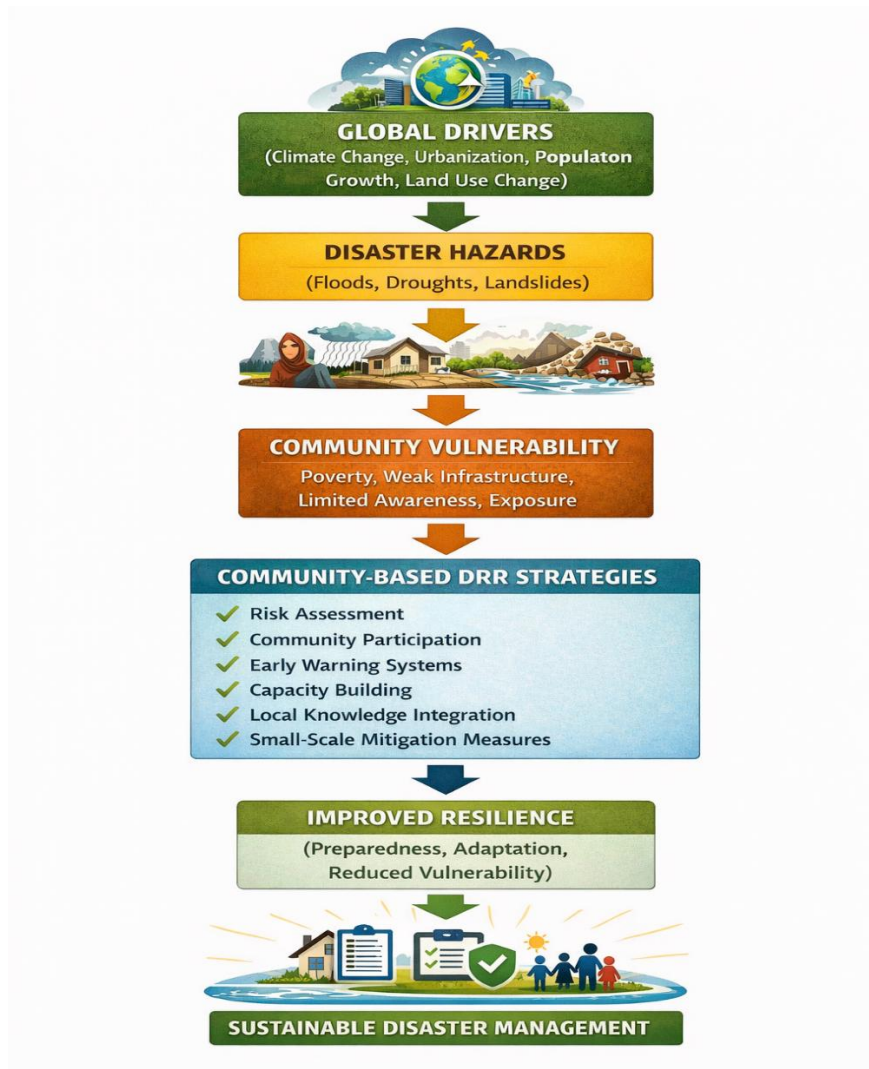 GLOBAL DRIVERS
(Climate Change, Urbanization, Populaton
Growth, Land Use Change)
DISASTER HAZARDS
(Floods, Droughts, Landslides)
COMMUNITY VULNERABILITY
Poverty, Weak Infrastructure,
Limited Awareness, Exposure
COMMUNITY-BASED DRR STRATEGIES
Risk Assessment
Community Participation
Early Warning Systems
Capacity Building
Local Knowledge Integration
Small-Scale Mitigation Measures
IMPROVED RESILIENCE
(Preparedness, Adaptation,
Reduced Vulnerability)
SUSTAINABLE DISASTER MANAGEMENT